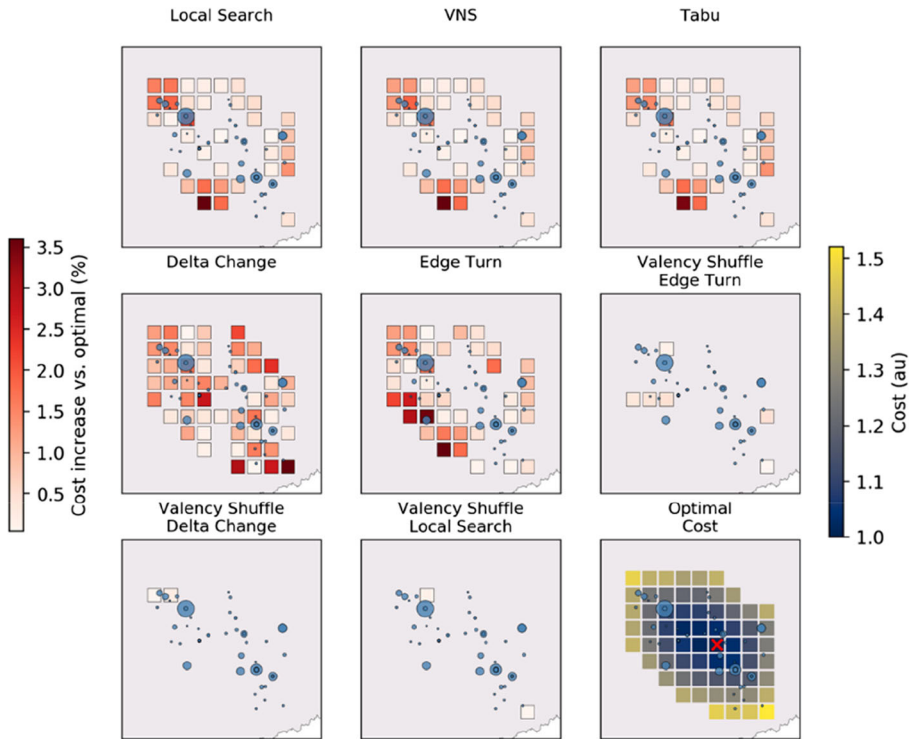 Local Search
VNS
Tabu
Delta Change
Edge Turn
Valency Shuffle
Edge Turn
Cost increase vs. optimal (%)
3.5
3.0
2.5
2.0
1.5
1.0
0.5
Cost (au)
1.5
1.4
1.3
1.2
1.1
1.0
Valency Shuffle
Delta Change
Valency Shuffle
Local Search
Optimal
Cost